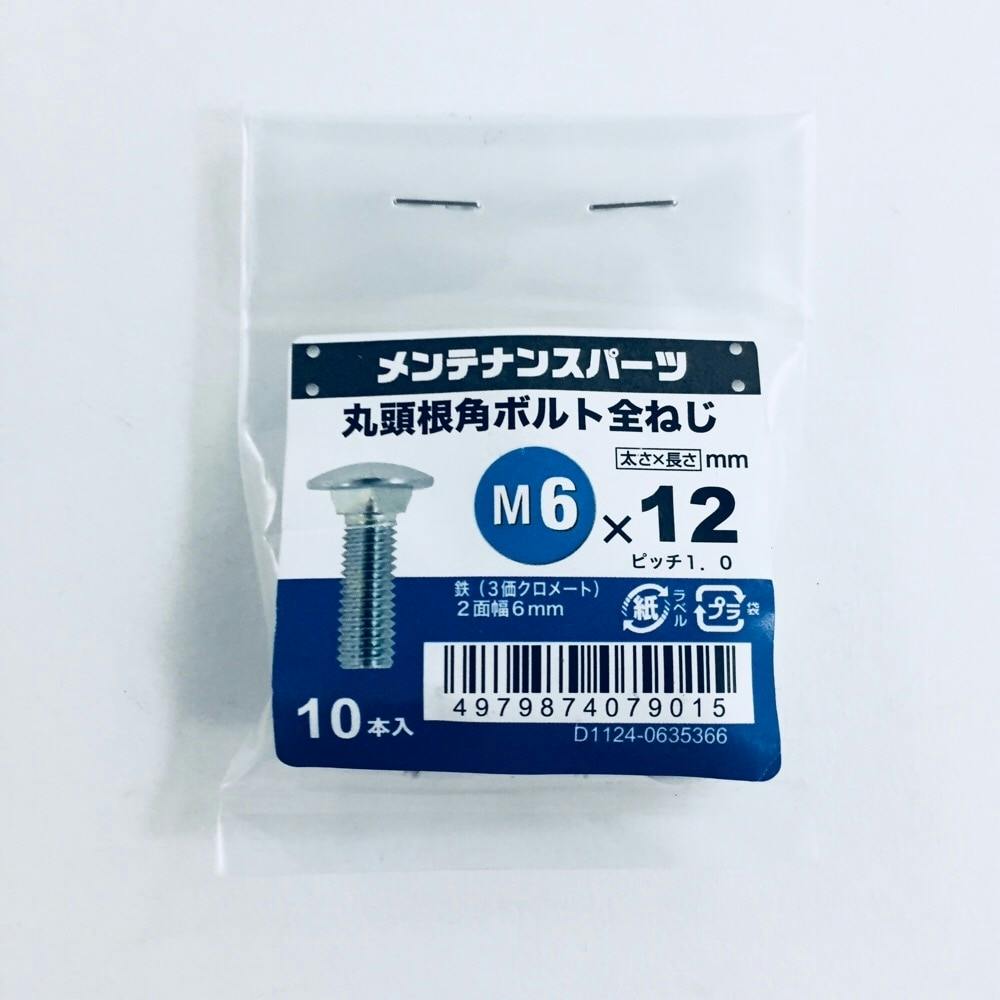 メンテナンスパーツ
丸頭根角ボルト全ねじ
太さ×長さ mm
M6×12
ピッチ1.0
鉄(3価クロメート)
2面幅6mm
紙 ラベル
プラ 袋
10本入
4979874079015
D1124-0635366